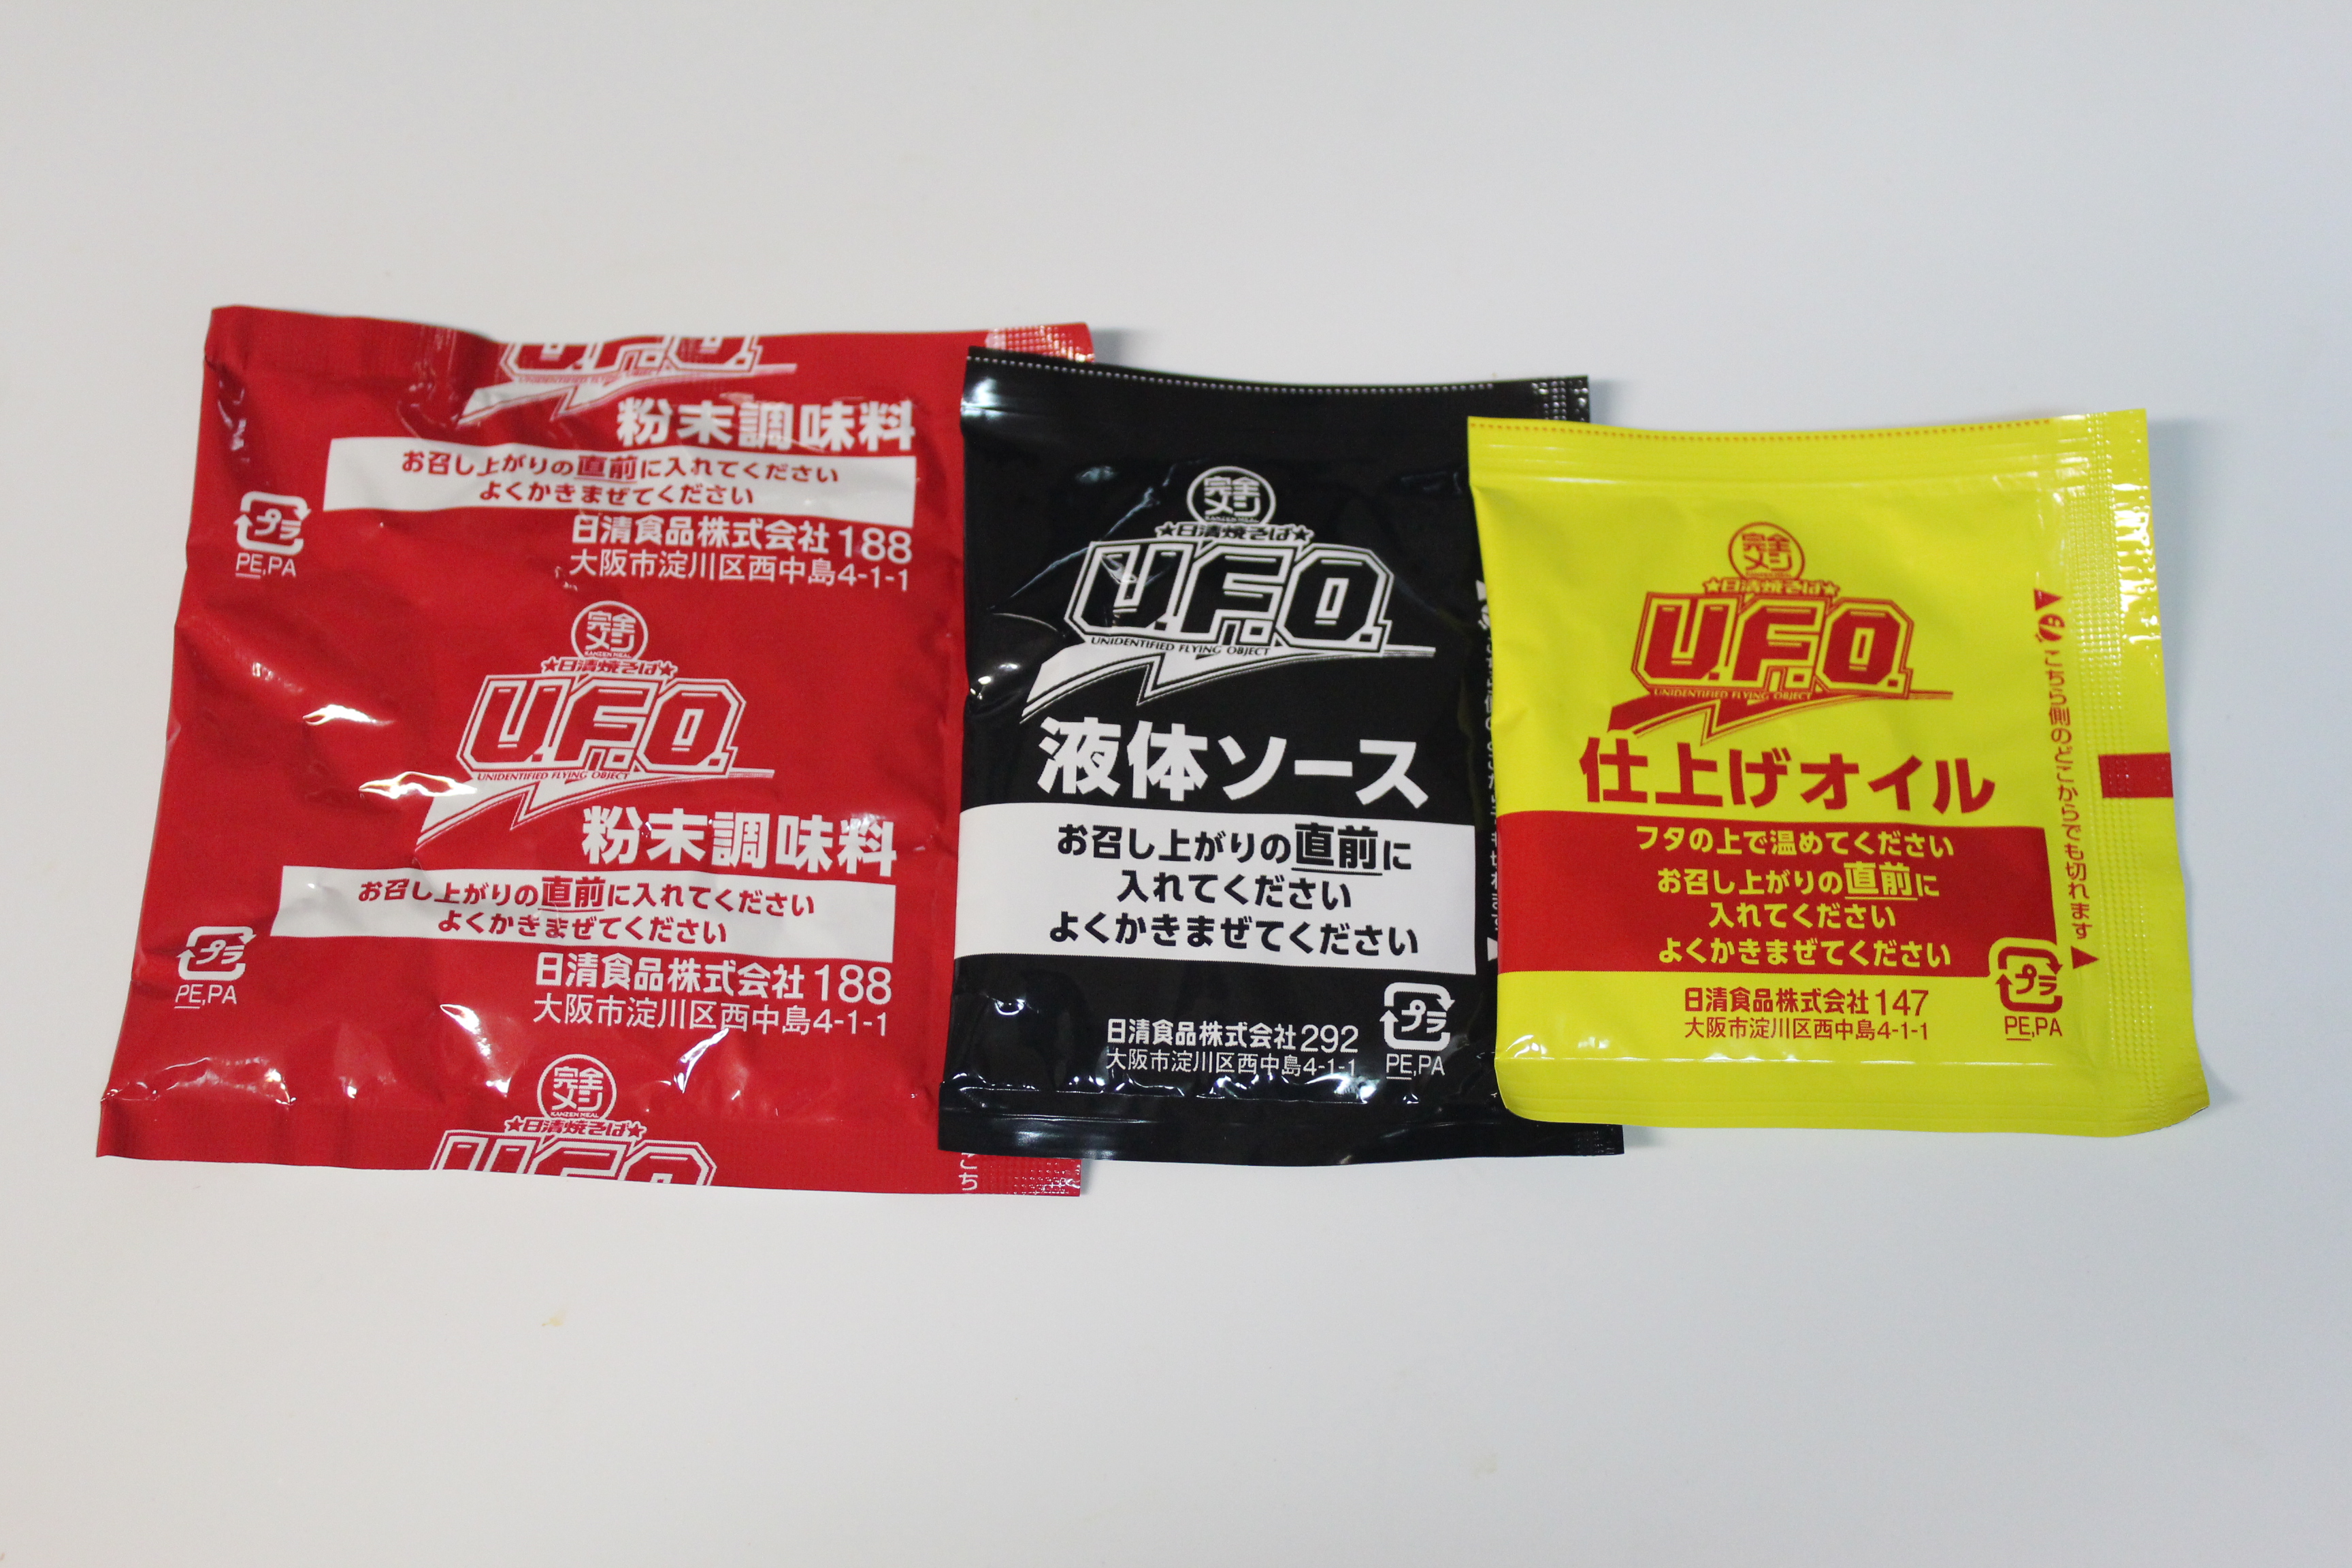 U.F.O.
UNIDENTIFIED FLYING
粉末調味料
お召し上がりの直前に入れてください
よくかきまぜてください
プラ
PE,PA
日清食品株式会社 188
大阪市淀川区西中島4-1-1
完全メシ
KANZEN MEAL
★日清焼そば★
U.F.O.
UNIDENTIFIED FLYING OBJECT
粉末調味料
お召し上がりの直前に入れてください
よくかきまぜてください
プラ
PE,PA
日清食品株式会社 188
大阪市淀川区西中島4-1-1
完全メシ
KANZEN MEAL
★日清焼そば★
U.F.O.
こち
完全メシ
KANZEN MEAL
★日清焼そば★
U.F.O.
UNIDENTIFIED FLYING OBJECT
液体ソース
お召し上がりの直前に
入れてください
よくかきまぜてください
日清食品株式会社 292
大阪市淀川区西中島4-1-1
プラ
PE,PA
完全メシ
★日清焼そば★
U.F.O.
UNIDENTIFIED FLYING OBJECT
仕上げオイル
フタの上で温めてください
お召し上がりの直前に
入れてください
よくかきまぜてください
日清食品株式会社 147
大阪市淀川区西中島4-1-1
プラ
PE,PA
こちら側のどこからでも切れます